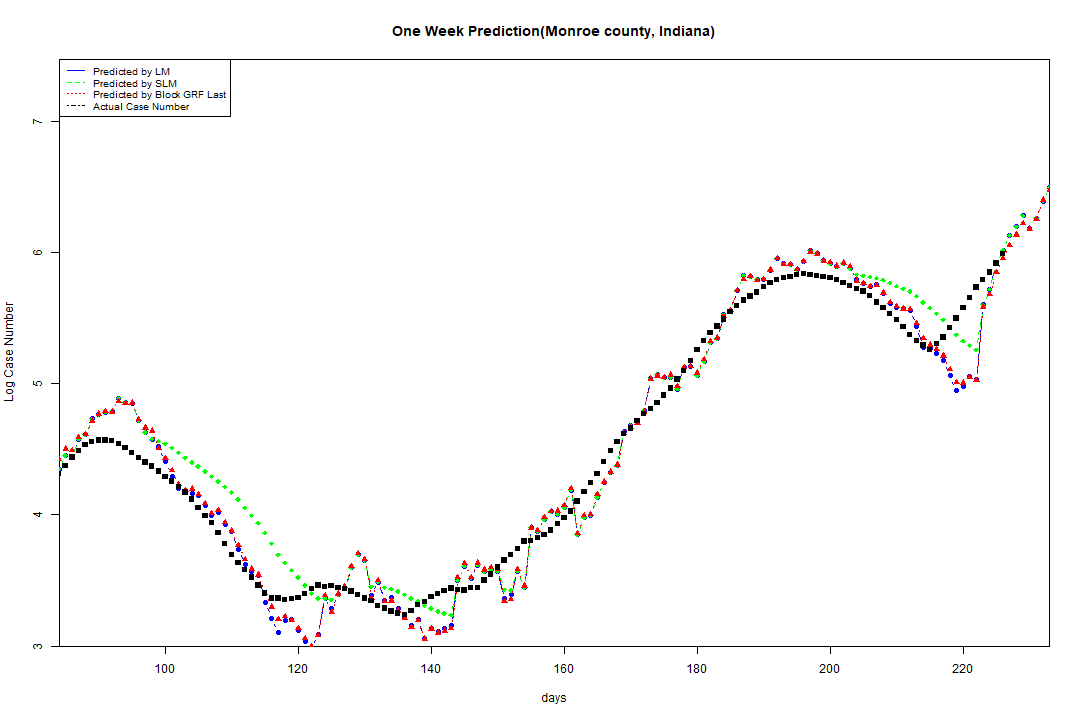 One Week Prediction(Monroe county, Indiana)
Predicted by LM
Predicted by SLM
Predicted by Block GRF Last
Actual Case Number
7
6
5
4
3
Log Case Number
100 120 140 160 180 200 220
days